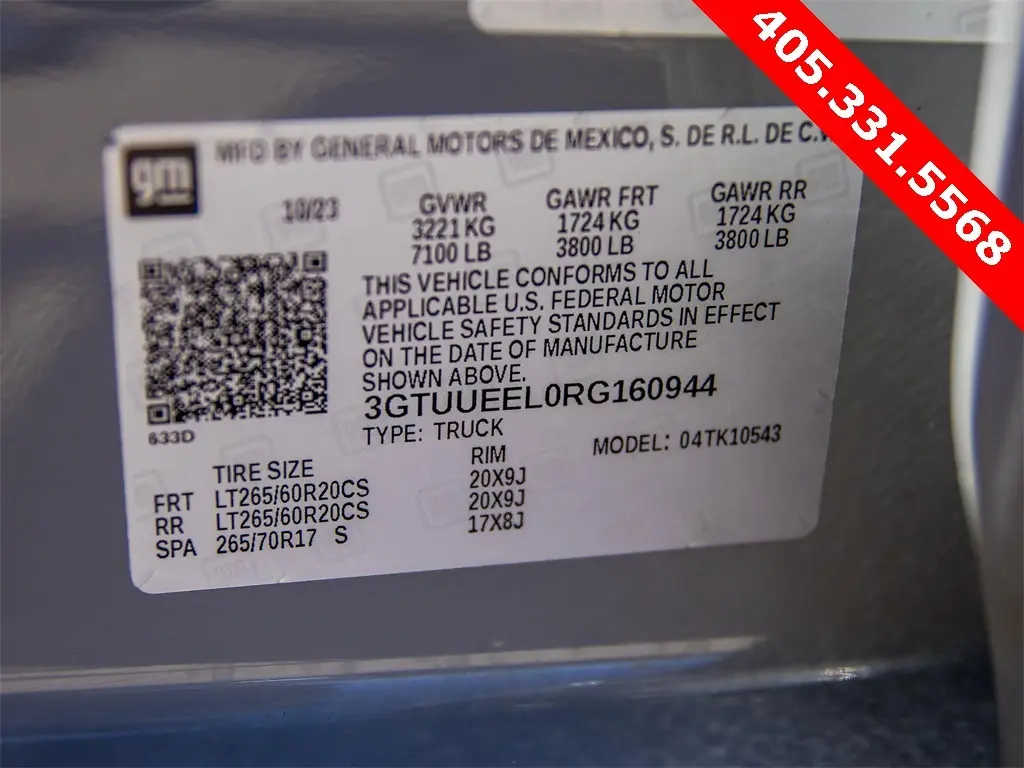 405.331.5568
gm
MFD BY GENERAL MOTORS DE MEXICO, S. DE R.L. DE C.V.
10/23
GVWR GAWR FRT GAWR RR
3221 KG 1724 KG 1724 KG
7100 LB 3800 LB 3800 LB
THIS VEHICLE CONFORMS TO ALL
APPLICABLE U.S. FEDERAL MOTOR
VEHICLE SAFETY STANDARDS IN EFFECT
ON THE DATE OF MANUFACTURE
SHOWN ABOVE.
3GTUUEEL0RG160944
633D
TYPE: TRUCK MODEL: 04TK10543
TIRE SIZE RIM
FRT LT265/60R20CS 20X9J
RR LT265/60R20CS 20X9J
SPA 265/70R17 S 17X8J